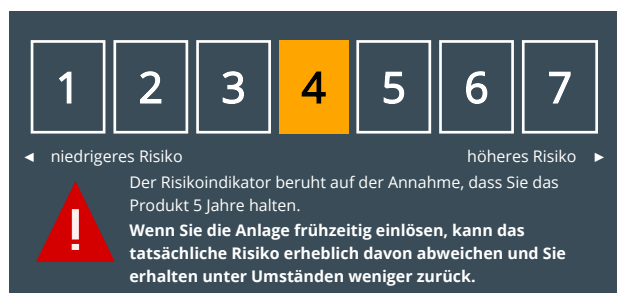 1 2 3 4 5 6 7
◄ niedrigeres Risiko höheres Risiko ►
!
Der Risikoindikator beruht auf der Annahme, dass Sie das
Produkt 5 Jahre halten.
Wenn Sie die Anlage frühzeitig einlösen, kann das
tatsächliche Risiko erheblich davon abweichen und Sie
erhalten unter Umständen weniger zurück.